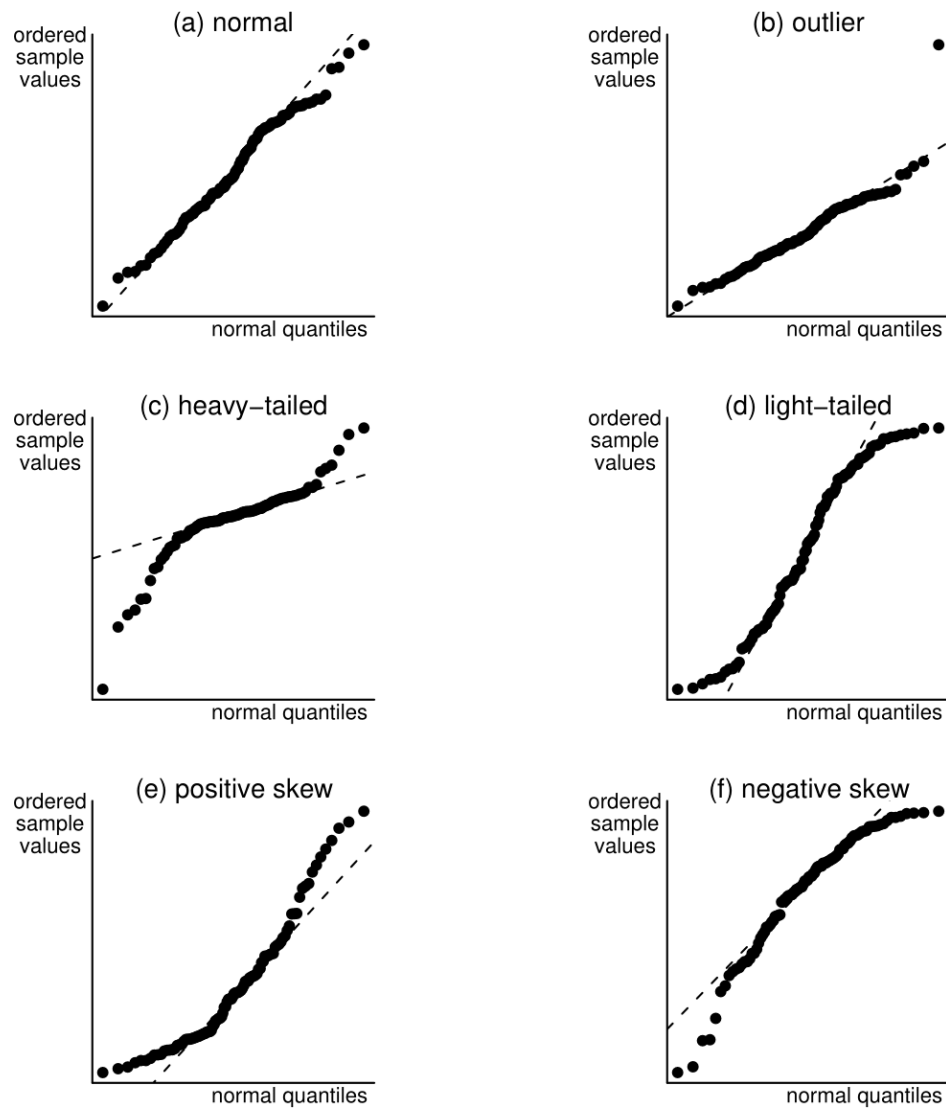 (a) normal
ordered
sample
values
normal quantiles
(b) outlier
ordered
sample
values
normal quantiles
(c) heavy−tailed
ordered
sample
values
normal quantiles
(d) light−tailed
ordered
sample
values
normal quantiles
(e) positive skew
ordered
sample
values
normal quantiles
(f) negative skew
ordered
sample
values
normal quantiles